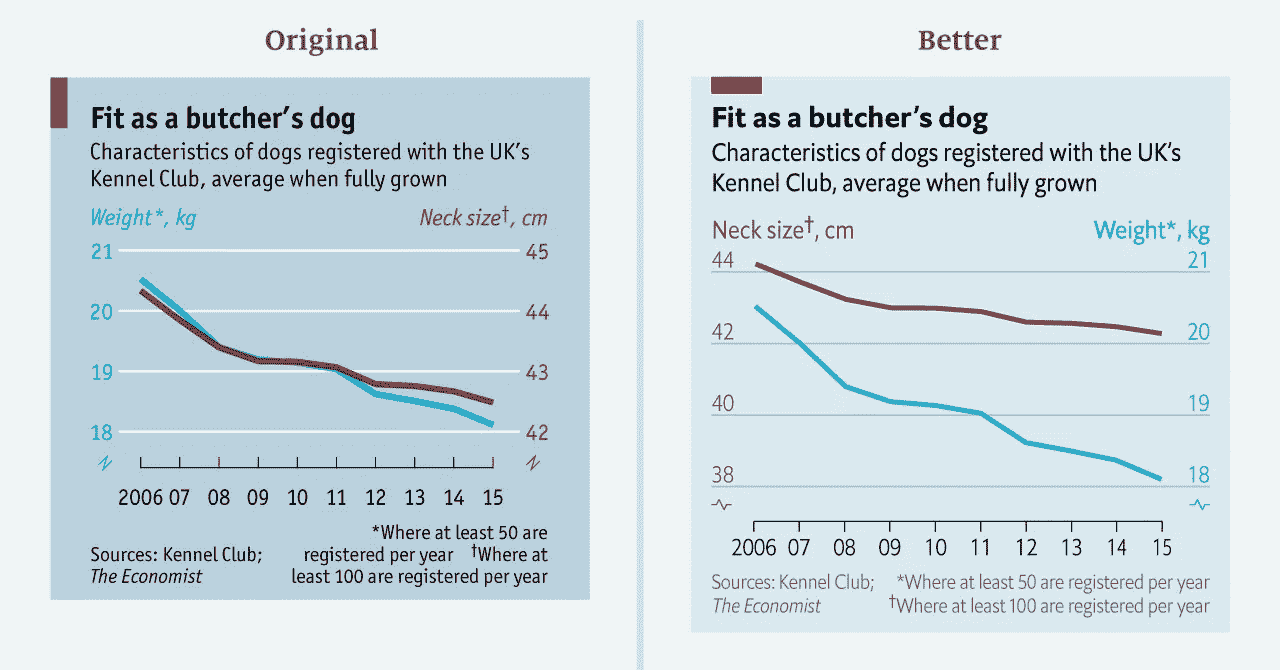 Original
Fit as a butcher's dog
Characteristics of dogs registered with the UK's
Kennel Club, average when fully grown
Weight*, kg
Neck size†, cm
21
45
20
44
19
43
18
42
2006 07 08 09 10 11 12 13 14 15
*Where at least 50 are
registered per year †Where at
least 100 are registered per year
Sources: Kennel Club;
The Economist
Better
Fit as a butcher's dog
Characteristics of dogs registered with the UK's
Kennel Club, average when fully grown
Neck size†, cm
Weight*, kg
44
21
42
20
40
19
38
18
2006 07 08 09 10 11 12 13 14 15
Sources: Kennel Club;
The Economist
*Where at least 50 are registered per year
†Where at least 100 are registered per year